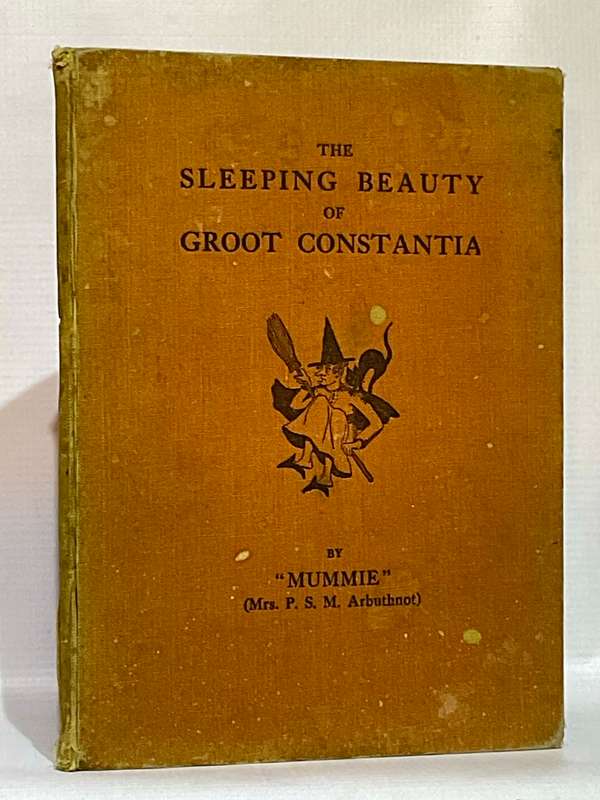 THE
SLEEPING BEAUTY
OF
GROOT CONSTANTIA
BY
"MUMMIE"
(Mrs. P. S. M. Arbuthnot)